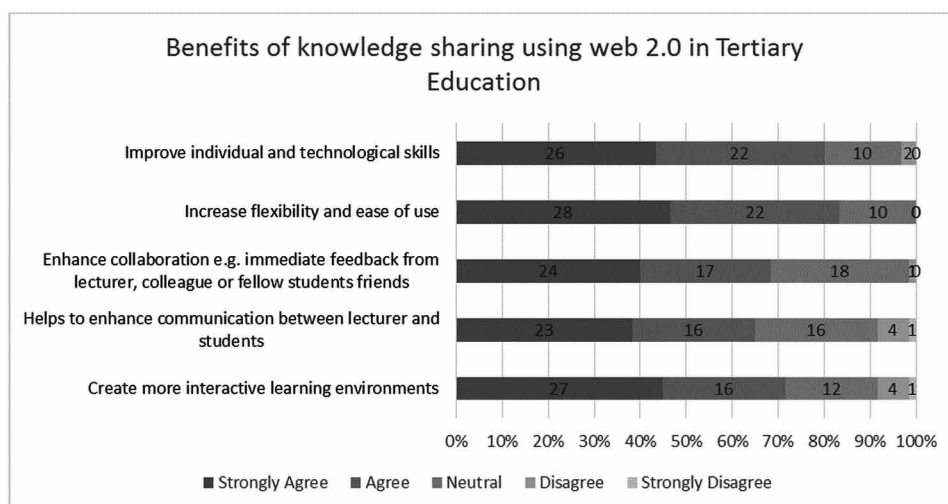 Benefits of knowledge sharing using web 2.0 in Tertiary
Education
Improve individual and technological skills
26 22 10 2 0
Increase flexibility and ease of use
28 22 10 0
Enhance collaboration e.g. immediate feedback from
lecturer, colleague or fellow students friends
24 17 18 1 0
Helps to enhance communication between lecturer and
students
23 16 16 4 1
Create more interactive learning environments
27 16 12 4 1
0% 10% 20% 30% 40% 50% 60% 70% 80% 90% 100%
Strongly Agree Agree Neutral Disagree Strongly Disagree